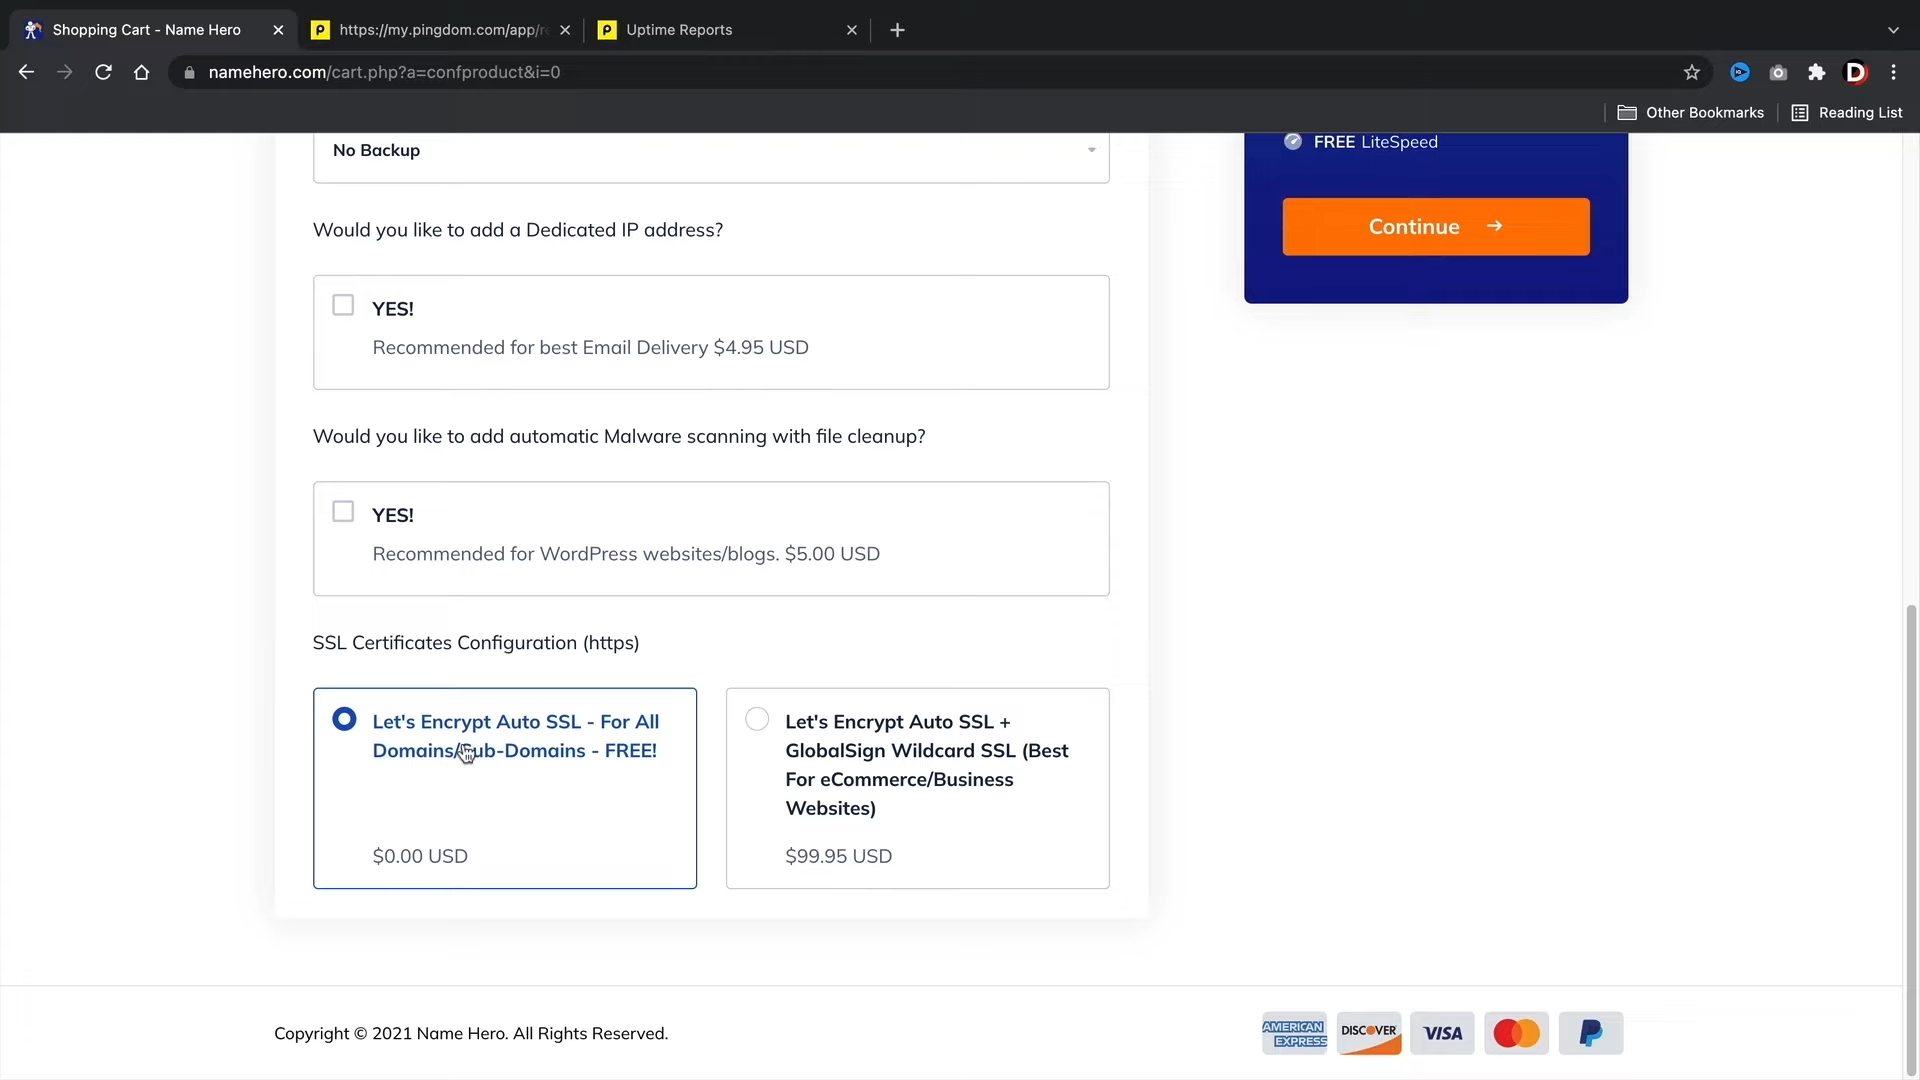 Shopping Cart - Name Hero
https://my.pingdom.com/app/re
Uptime Reports
namehero.com/cart.php?a=confproduct&i=0
Other Bookmarks
Reading List
No Backup
FREE LiteSpeed
Continue →
Would you like to add a Dedicated IP address?
YES!
Recommended for best Email Delivery $4.95 USD
Would you like to add automatic Malware scanning with file cleanup?
YES!
Recommended for WordPress websites/blogs. $5.00 USD
SSL Certificates Configuration (https)
Let's Encrypt Auto SSL - For All
Domains/Sub-Domains - FREE!
$0.00 USD
Let's Encrypt Auto SSL +
GlobalSign Wildcard SSL (Best
For eCommerce/Business
Websites)
$99.95 USD
Copyright © 2021 Name Hero. All Rights Reserved.
AMERICAN
EXPRESS
DISCOVER
VISA